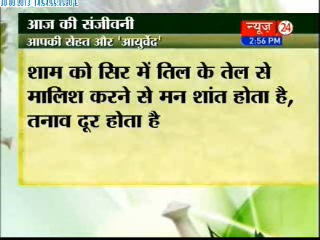 आज की संजीवनी
आपकी सेहत और 'आयुर्वेद'
न्यूज़ 24
2:56 PM
शाम को सिर में तिल के तेल से
मालिश करने से मन शांत होता है,
तनाव दूर होता है